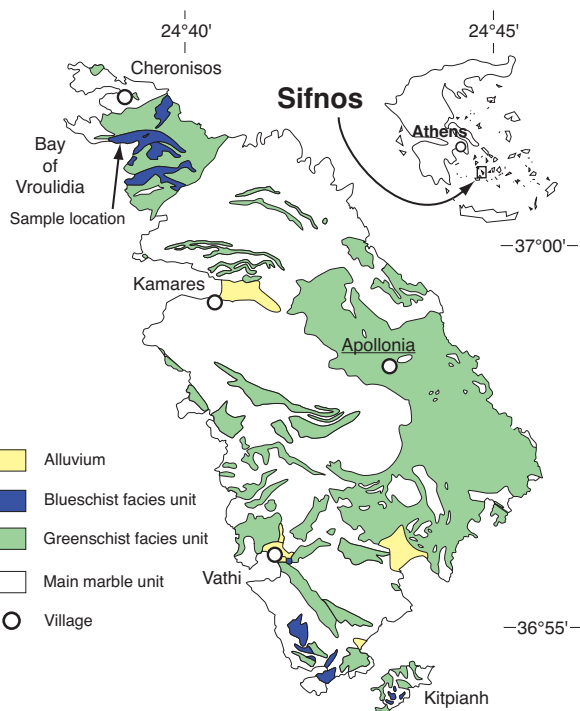 24°40'
24°45'
Cheronisos
Sifnos
Athens
Bay
of
Vroulidia
Sample location
37°00'
Kamares
Apollonia
Alluvium
Blueschist facies unit
Greenschist facies unit
Main marble unit
Village
Vathi
36°55'
Kitpianh